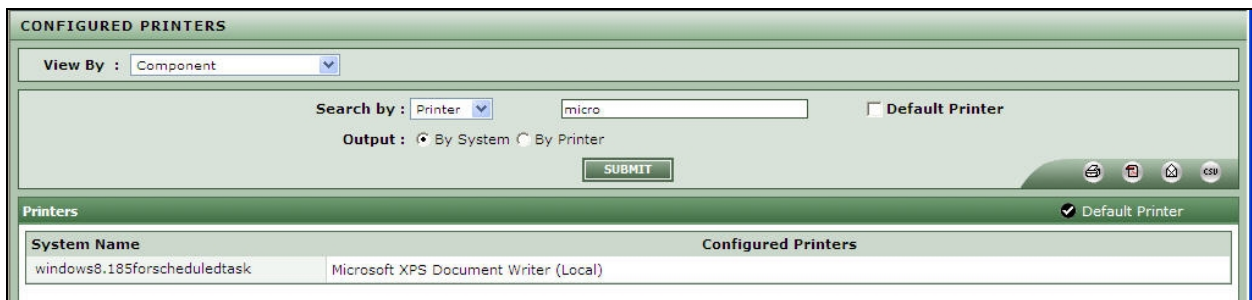 CONFIGURED PRINTERS
View By : Component
Search by : Printer micro Default Printer
Output : By System By Printer
SUBMIT
CSV
Printers Default Printer
System Name Configured Printers
windows8.185forscheduledtask Microsoft XPS Document Writer (Local)